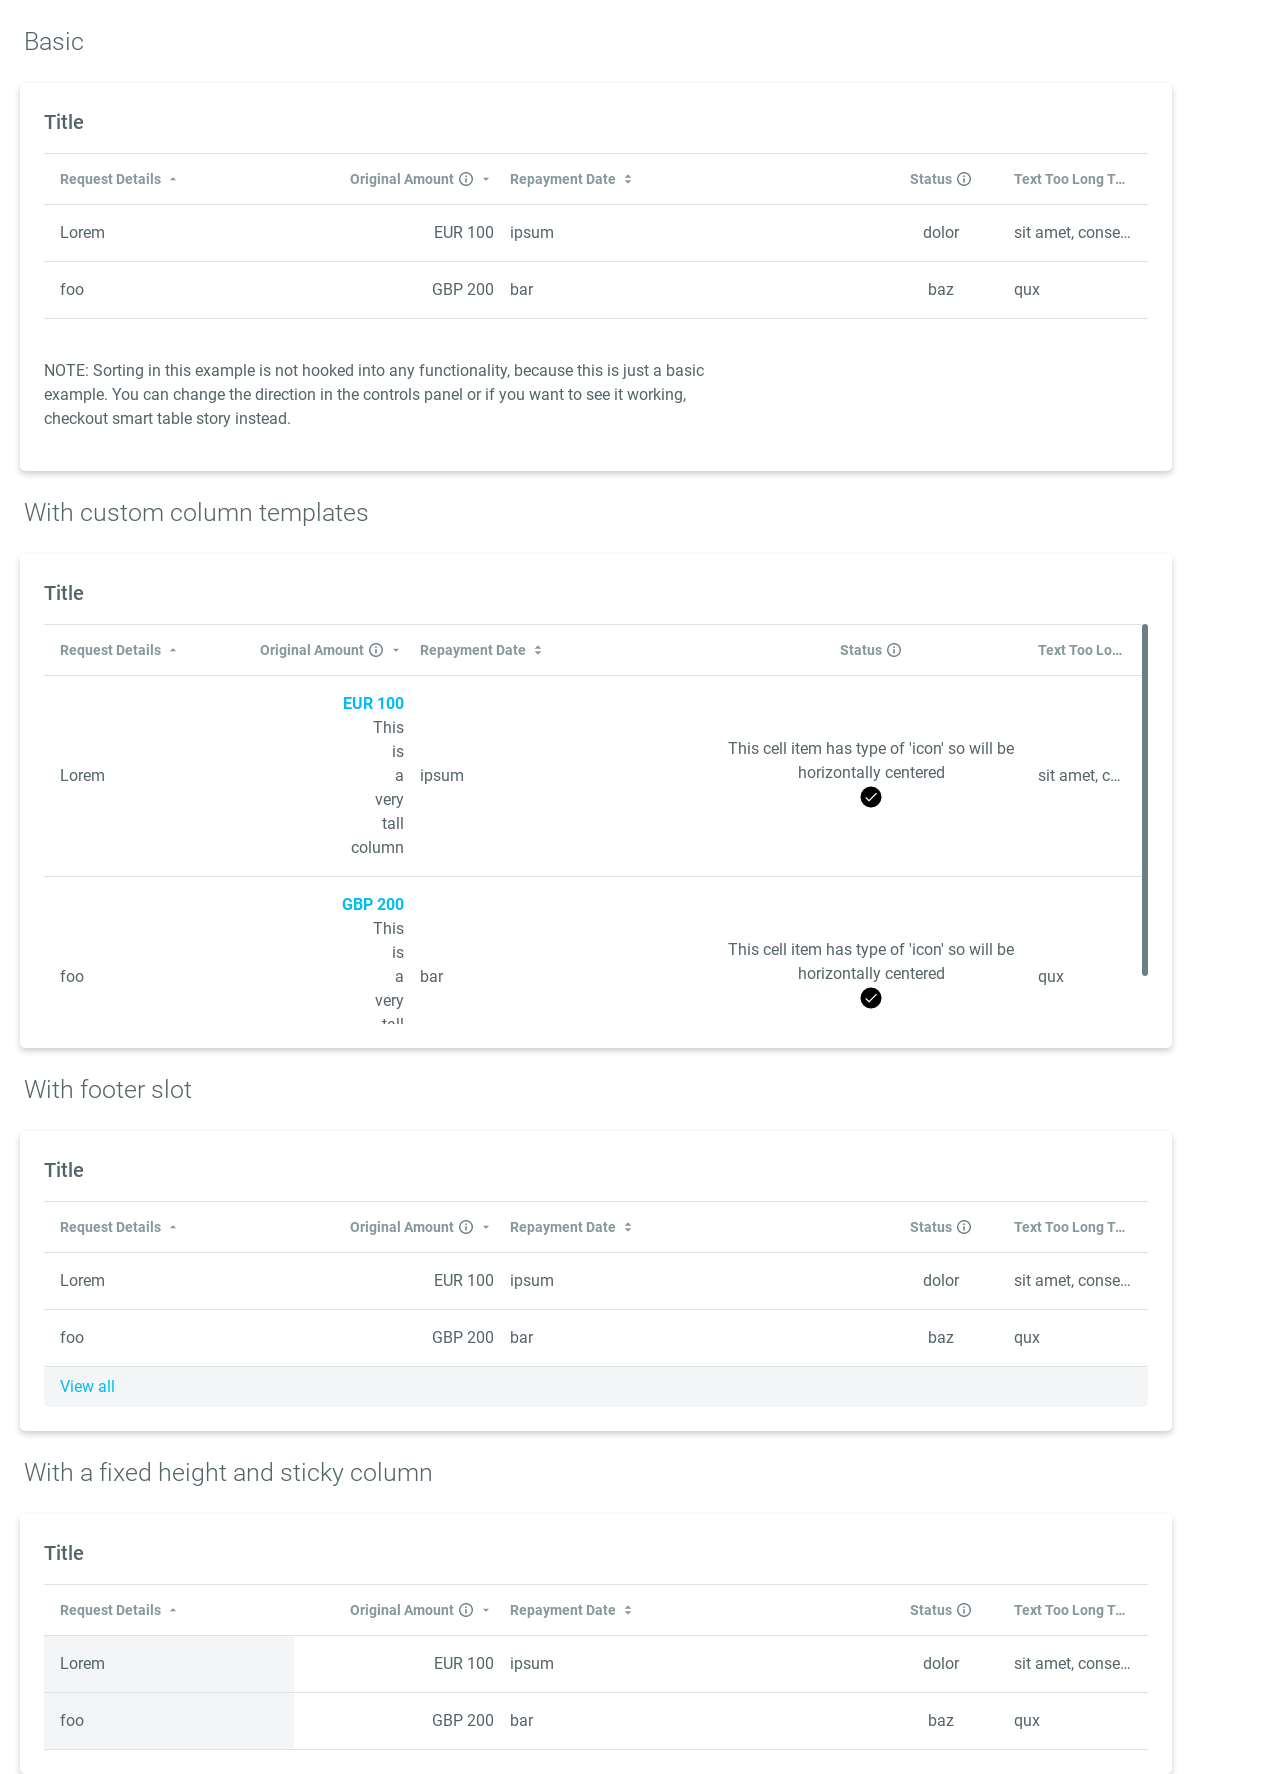 Basic
Title
Request Details Original Amount Repayment Date Status Text Too Long T...
Lorem EUR 100 ipsum dolor sit amet, conse...
foo GBP 200 bar baz qux
NOTE: Sorting in this example is not hooked into any functionality, because this is just a basic
example. You can change the direction in the controls panel or if you want to see it working,
checkout smart table story instead.
With custom column templates
Title
Request Details Original Amount Repayment Date Status Text Too Lo...
EUR 100
This
is
a
very
tall
column
Lorem
ipsum
This cell item has type of 'icon' so will be
horizontally centered
sit amet, c...
GBP 200
This
is
a
very
tall
foo
bar
This cell item has type of 'icon' so will be
horizontally centered
qux
With footer slot
Title
Request Details Original Amount Repayment Date Status Text Too Long T...
Lorem EUR 100 ipsum dolor sit amet, conse...
foo GBP 200 bar baz qux
View all
With a fixed height and sticky column
Title
Request Details Original Amount Repayment Date Status Text Too Long T...
Lorem EUR 100 ipsum dolor sit amet, conse...
foo GBP 200 bar baz qux